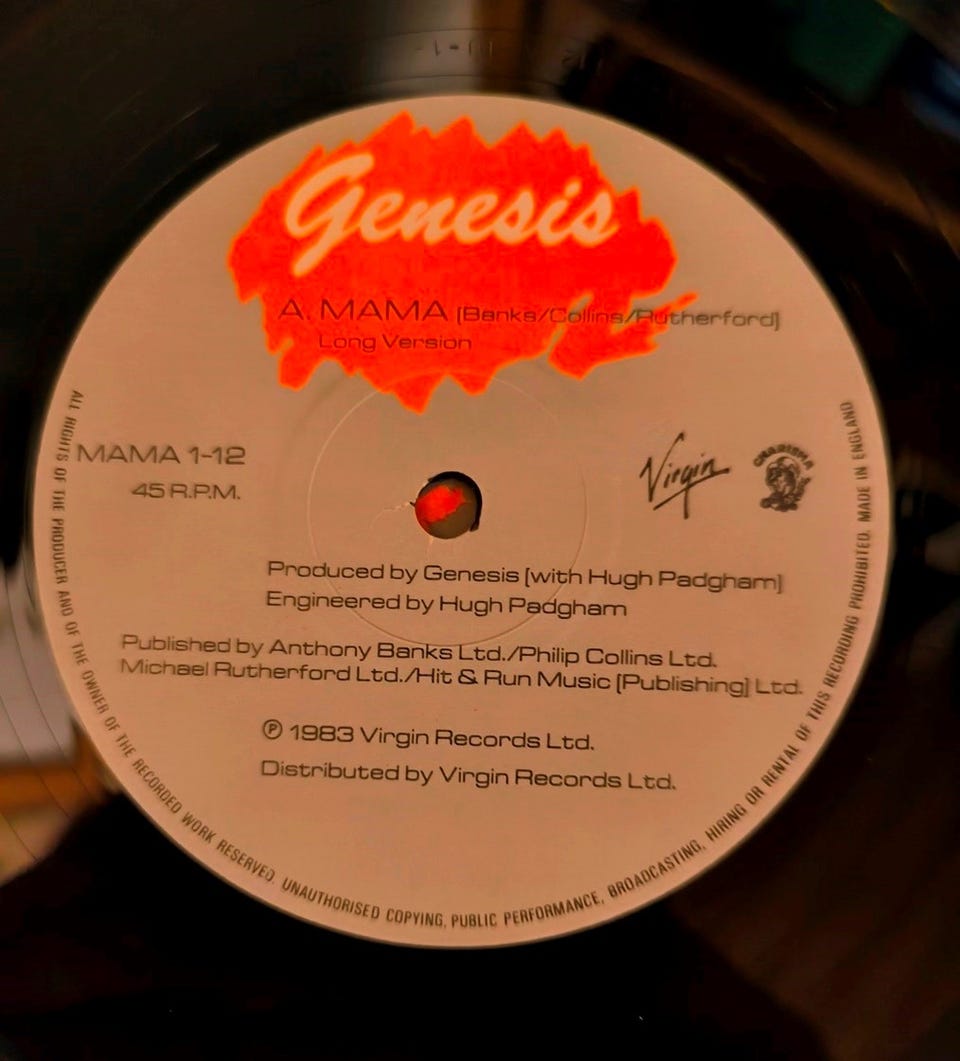 Genesis
A. MAMA (Banks/Collins/Rutherford)
Long Version
MAMA 1-12
45 R.P.M.
Virgin
CHARISMA
Produced by Genesis (with Hugh Padgham)
Engineered by Hugh Padgham
Published by Anthony Banks Ltd./Philip Collins Ltd.
Michael Rutherford Ltd./Hit & Run Music (Publishing) Ltd.
℗ 1983 Virgin Records Ltd.
Distributed by Virgin Records Ltd.
ALL RIGHTS OF THE PRODUCER AND OF THE OWNER OF THE RECORDED WORK RESERVED. UNAUTHORISED COPYING, PUBLIC PERFORMANCE, BROADCASTING, HIRING OR RENTAL OF THIS RECORDING PROHIBITED. MADE IN ENGLAND